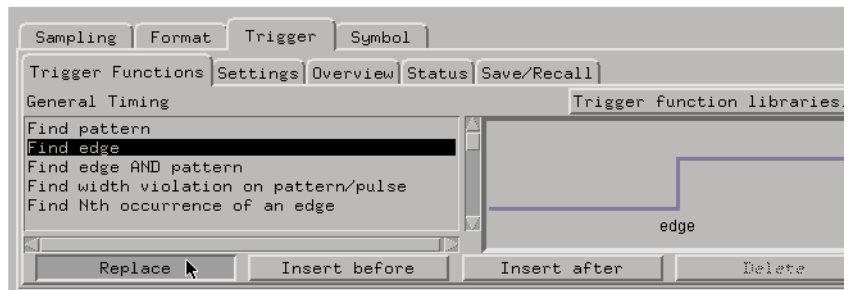 Sampling Format Trigger Symbol
Trigger Functions Settings Overview Status Save/Recall
General Timing Trigger function libraries.
Find pattern
Find edge
Find edge AND pattern
Find width violation on pattern/pulse
Find Nth occurrence of an edge
edge
Replace Insert before Insert after Delete